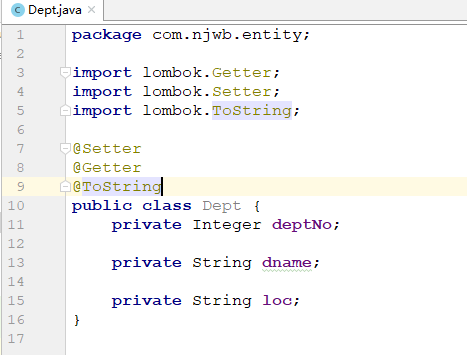 Dept.java
1 package com.njwb.entity;
2
3 import lombok.Getter;
4 import lombok.Setter;
5 import lombok.ToString;
6
7 @Setter
8 @Getter
9 @ToString
10 public class Dept {
11 private Integer deptNo;
12
13 private String dname;
14
15 private String loc;
16 }
17